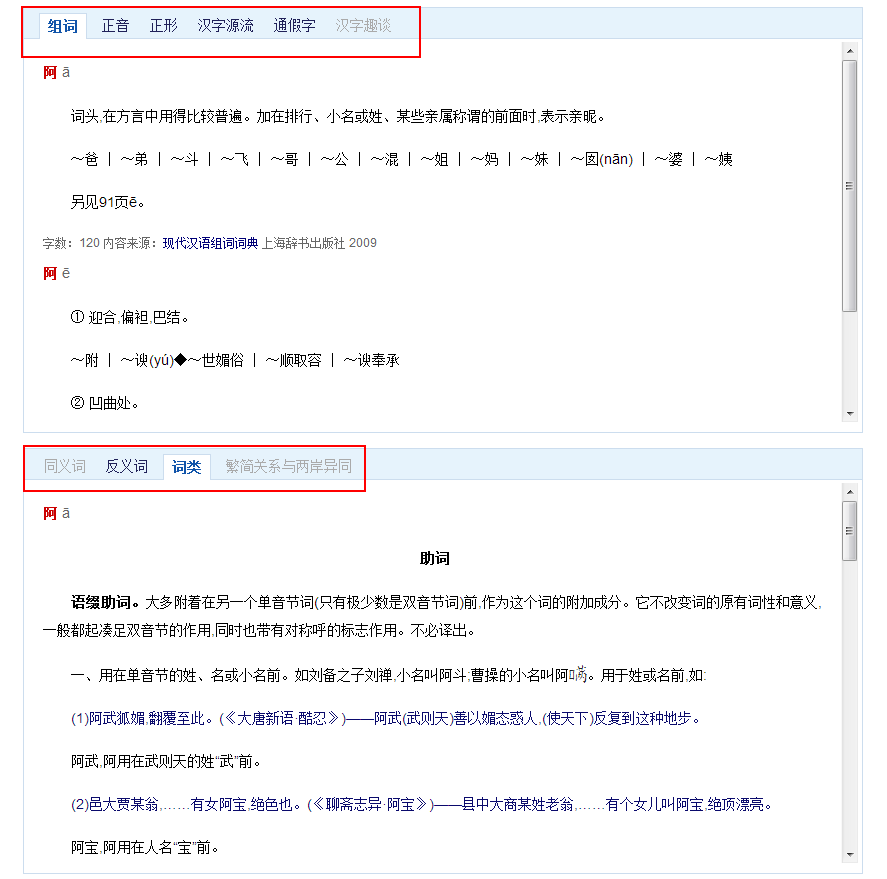 组词 正音 正形 汉字源流 通假字 汉字趣谈
阿 ā
词头,在方言中用得比较普遍。加在排行、小名或姓、某些亲属称谓的前面时,表示亲昵。
～爸 | ～弟 | ～斗 | ～飞 | ～哥 | ～公 | ～混 | ～姐 | ～妈 | ～妹 | ～囡(nān) | ～婆 | ～姨
另见91页ē。
字数：120 内容来源：现代汉语组词词典 上海辞书出版社 2009
阿 ē
① 迎合,偏袒,巴结。
～附 | ～谀(yú)◆～世媚俗 | ～顺取容 | ～谀奉承
② 凹曲处。
同义词 反义词 词类 繁简关系与两岸异同
阿 ā
助词
语缀助词。大多附着在另一个单音节词(只有极少数是双音节词)前,作为这个词的附加成分。它不改变词的原有词性和意义,
一般都起凑足双音节的作用,同时也带有对称呼的标志作用。不必译出。
一、用在单音节的姓、名或小名前。如刘备之子刘禅,小名叫阿斗;曹操的小名叫阿瞒。用于姓或名前,如:
(1)阿武狐媚,翻覆至此。(《大唐新语·酷忍》)——阿武(武则天)善以媚态惑人,(使天下)反复到这种地步。
阿武,阿用在武则天的姓“武”前。
(2)邑大贾某翁,……有女阿宝,绝色也。(《聊斋志异·阿宝》)——县中大商某姓老翁,……有个女儿叫阿宝,绝顶漂亮。
阿宝,阿用在人名“宝”前。